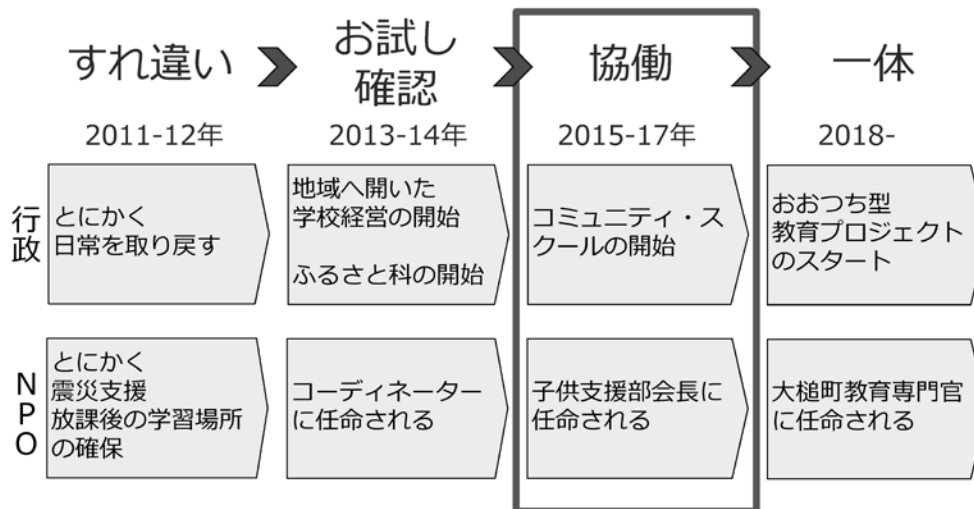 すれ違い
お試し
確認
協働
一体
2011-12年
2013-14年
2015-17年
2018-
行政
とにかく
日常を取り戻す
地域へ開いた
学校経営の開始
ふるさと科の開始
コミュニティ・ス
クールの開始
おおつち型
教育プロジェクト
のスタート
NPO
とにかく
震災支援
放課後の学習場所
の確保
コーディネーター
に任命される
子供支援部会長に
任命される
大槌町教育専門官
に任命される